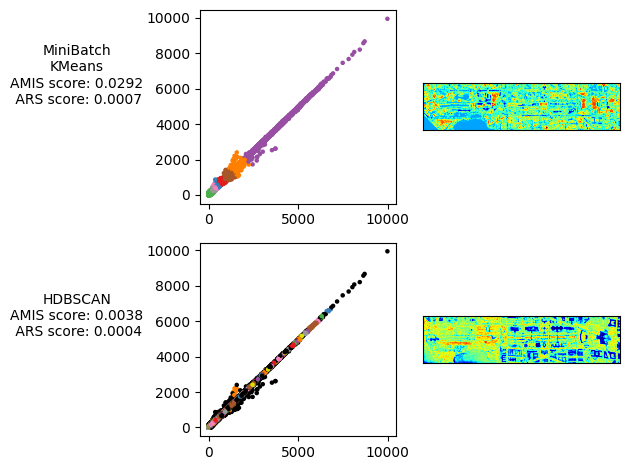 MiniBatch
KMeans
AMIS score: 0.0292
ARS score: 0.0007
10000
8000
6000
4000
2000
0
0 5000 10000
HDBSCAN
AMIS score: 0.0038
ARS score: 0.0004
10000
8000
6000
4000
2000
0
0 5000 10000